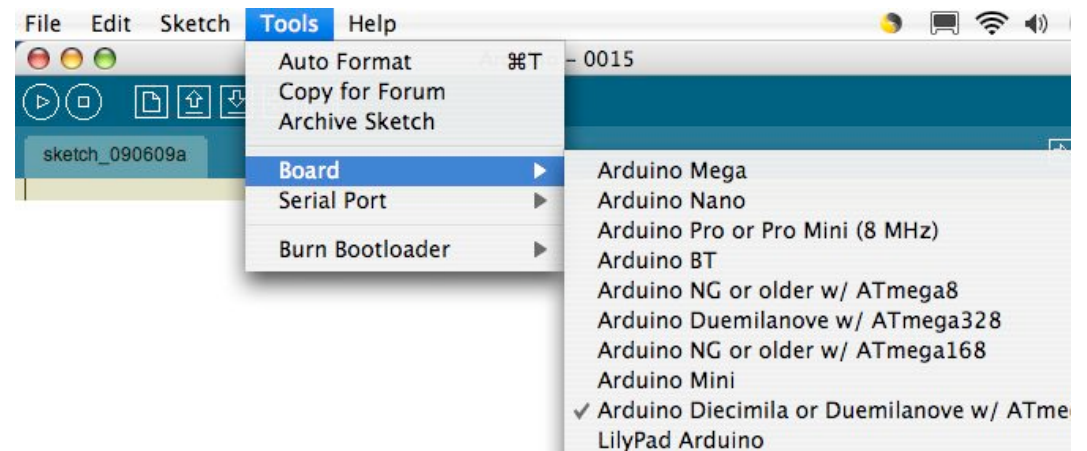 File Edit Sketch Tools Help
– 0015
sketch_090609a
Auto Format ⌘T
Copy for Forum
Archive Sketch
Board
Serial Port
Burn Bootloader
Arduino Mega
Arduino Nano
Arduino Pro or Pro Mini (8 MHz)
Arduino BT
Arduino NG or older w/ ATmega8
Arduino Duemilanove w/ ATmega328
Arduino NG or older w/ ATmega168
Arduino Mini
✓ Arduino Diecimila or Duemilanove w/
LilyPad Arduino